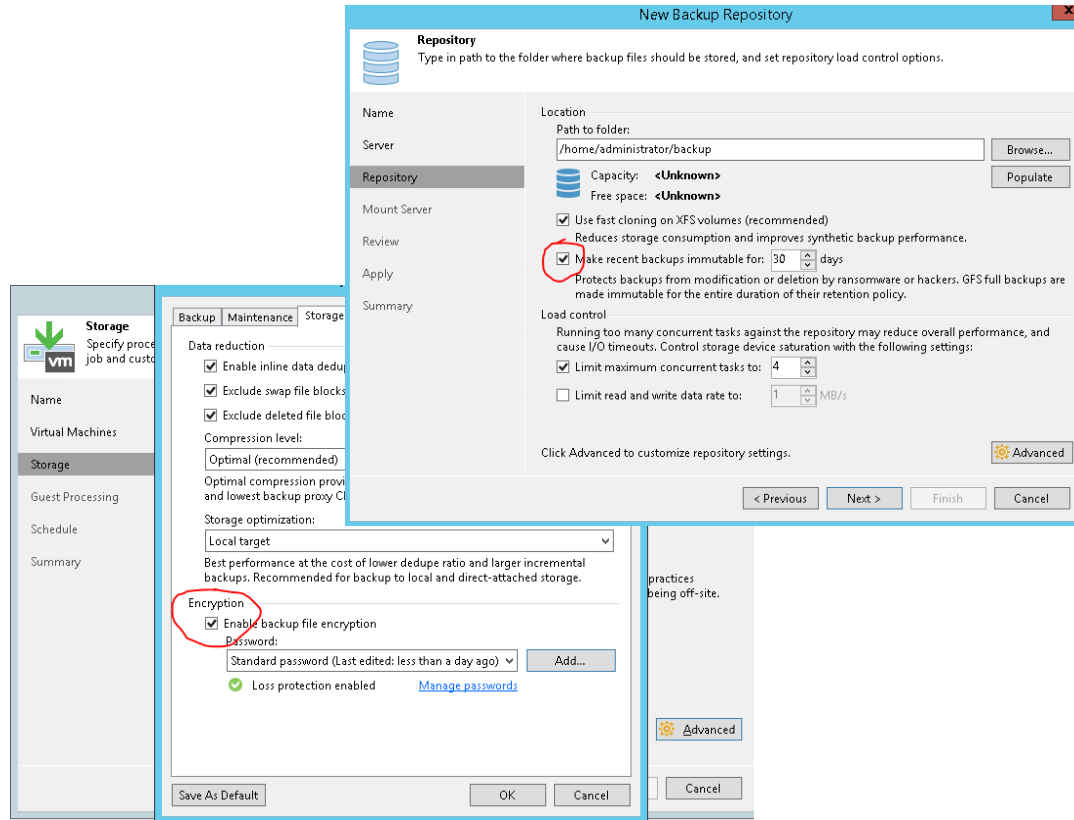 New Backup Repository
x
Repository
Type in path to the folder where backup files should be stored, and set repository load control options.
Name
Server
Repository
Mount Server
Review
Apply
Summary
Location
Path to folder:
/home/administrator/backup
Browse...
Capacity: <Unknown>
Free space: <Unknown>
Populate
Use fast cloning on XFS volumes (recommended)
Reduces storage consumption and improves synthetic backup performance.
Make recent backups immutable for: 30 days
Protects backups from modification or deletion by ransomware or hackers. GFS full backups are
made immutable for the entire duration of their retention policy.
Load control
Running too many concurrent tasks against the repository may reduce overall performance, and
cause I/O timeouts. Control storage device saturation with the following settings:
Limit maximum concurrent tasks to: 4
Limit read and write data rate to: 1 MB/s
Click Advanced to customize repository settings.
Advanced
< Previous
Next >
Finish
Cancel
vm
Storage
Specify proce
job and custo
Name
Virtual Machines
Storage
Guest Processing
Schedule
Summary
Backup
Maintenance
Storage
Data reduction
Enable inline data dedup
Exclude swap file blocks
Exclude deleted file bloc
Compression level:
Optimal (recommended)
Optimal compression provi
and lowest backup proxy C
Storage optimization:
Local target
Best performance at the cost of lower dedupe ratio and larger incremental
backups. Recommended for backup to local and direct-attached storage.
Encryption
Enable backup file encryption
Password:
Standard password (Last edited: less than a day ago)
Add...
Loss protection enabled
Manage passwords
Save As Default
OK
Cancel
practices
being off-site.
Advanced
Cancel